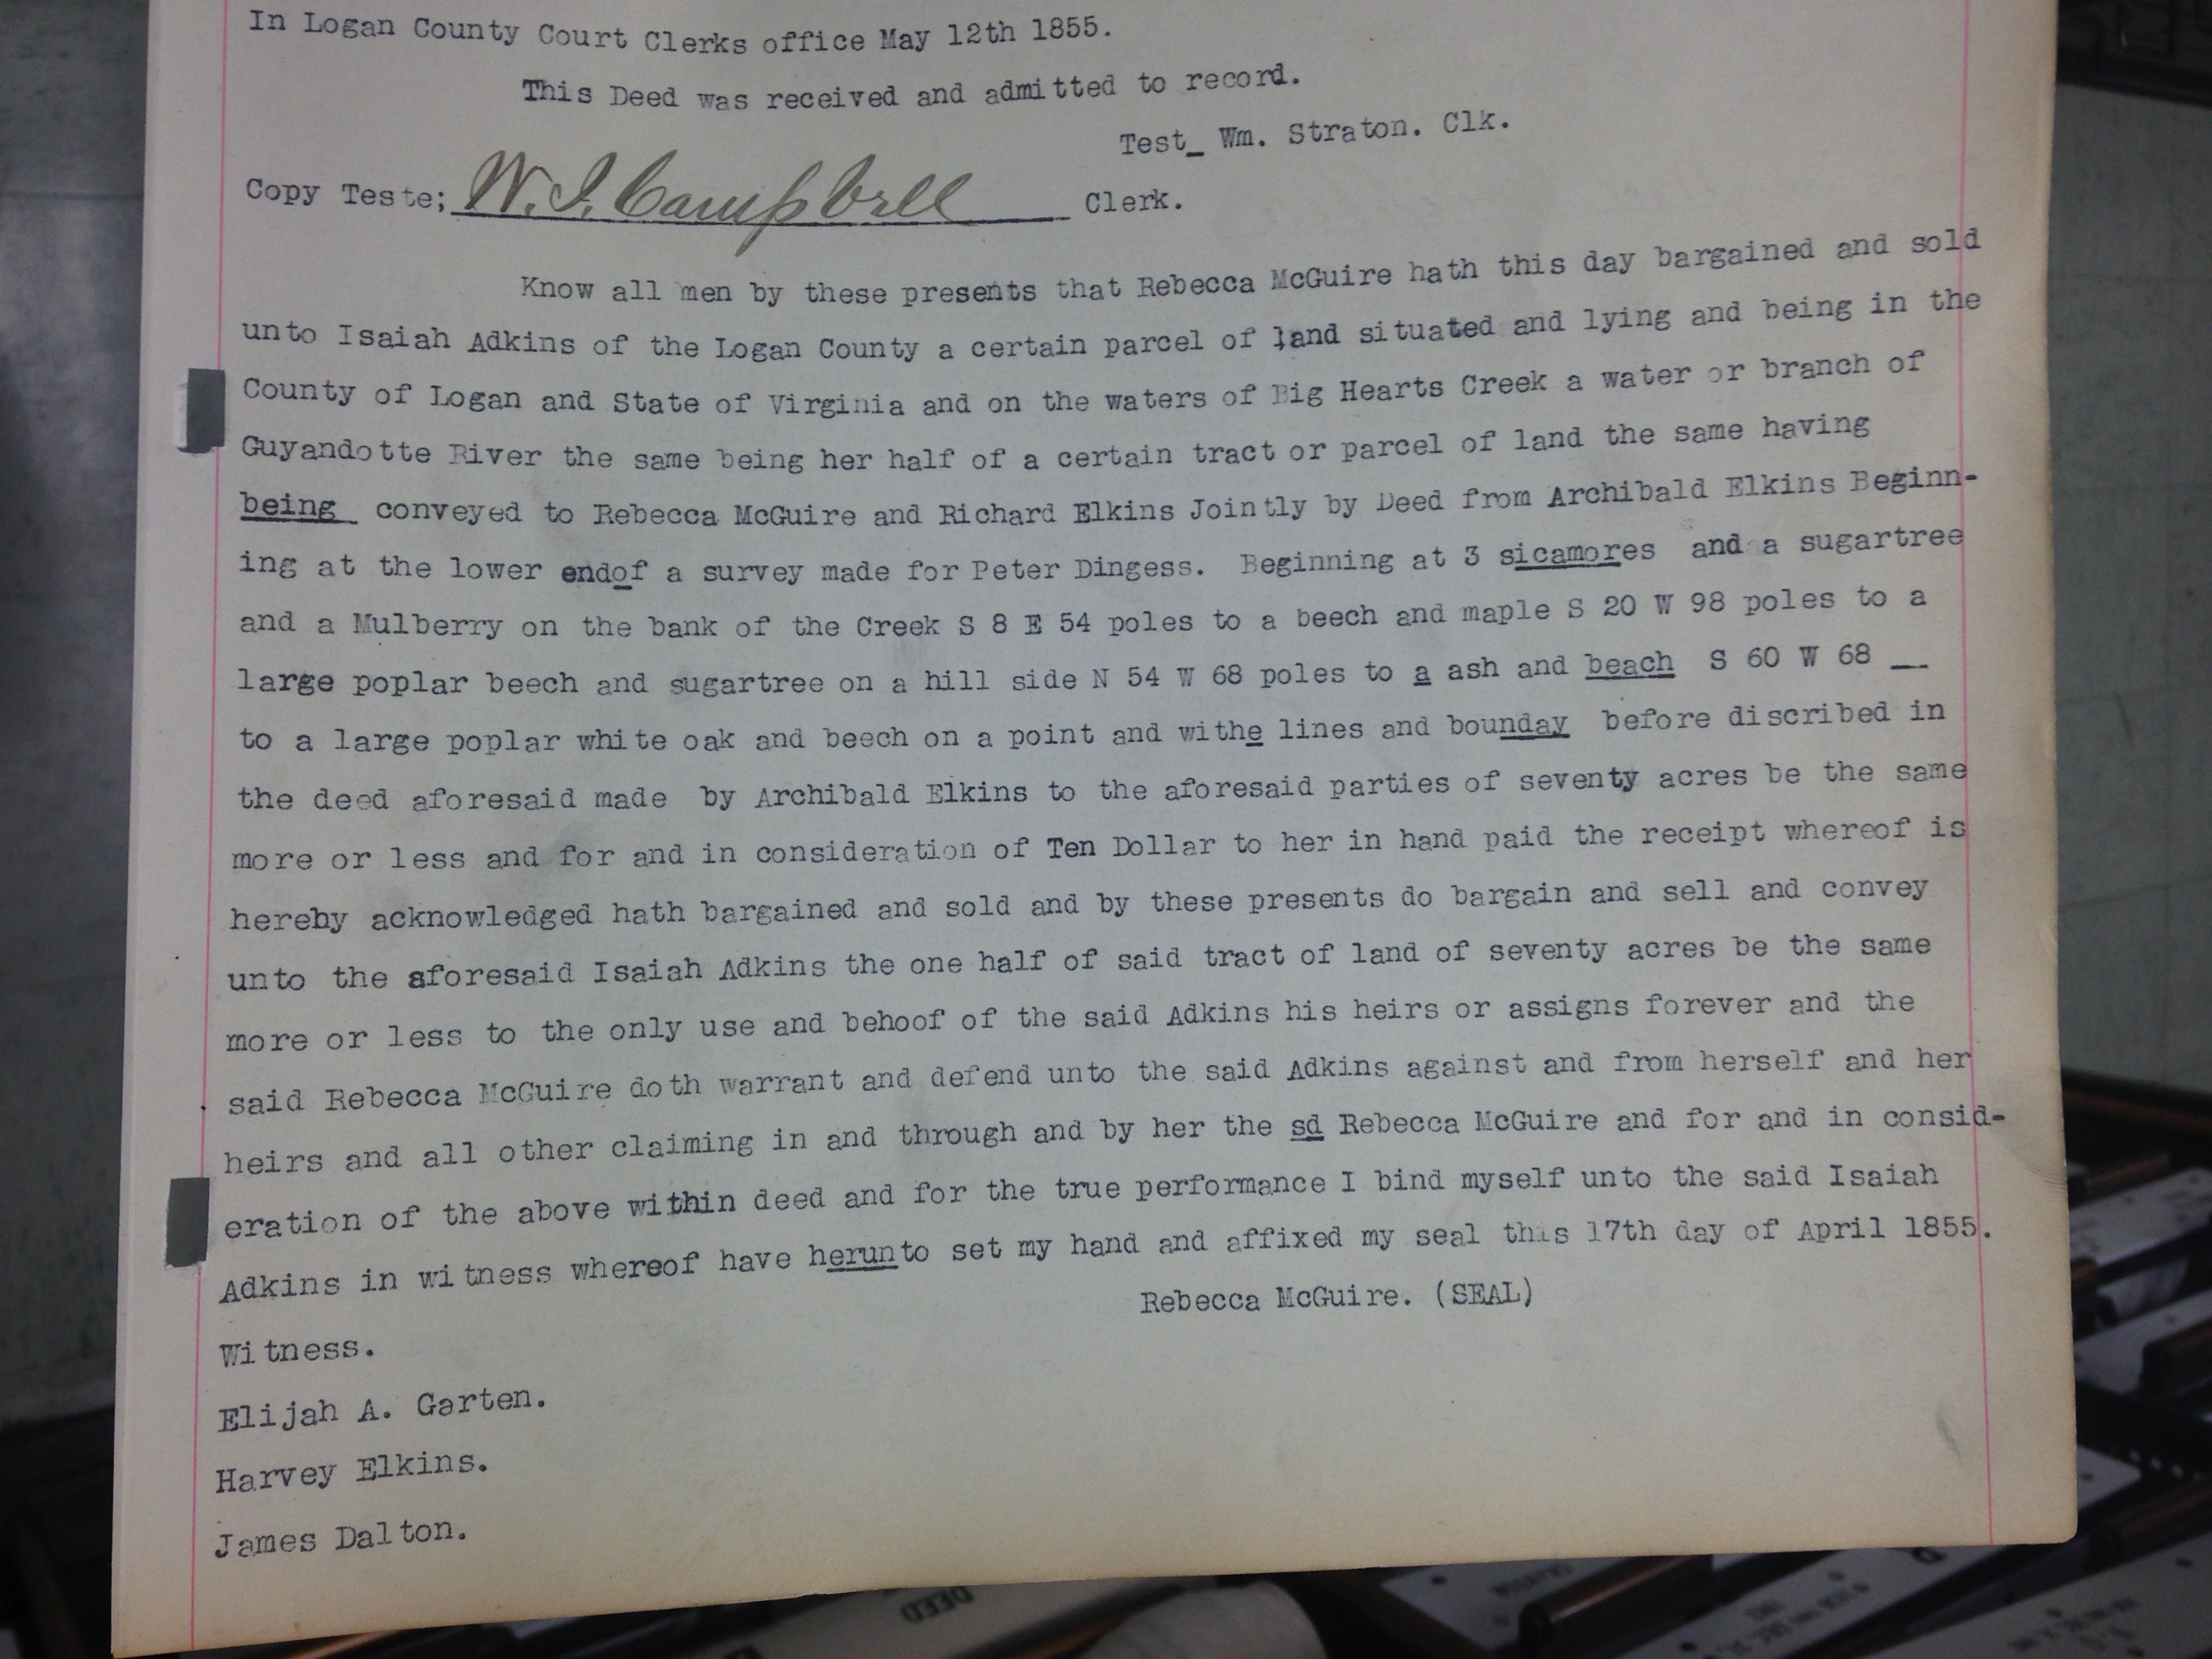 In Logan County Court Clerks office May 12th 1855.
This Deed was received and admitted to record.
Test_ Wm. Straton. Clk.
Copy Teste; W. I. Campbell Clerk.
Know all men by these presents that Rebecca McGuire hath this day bargained and sold
unto Isaiah Adkins of the Logan County a certain parcel of land situated and lying and being in the
County of Logan and State of Virginia and on the waters of Big Hearts Creek a water or branch of
Guyandotte River the same being her half of a certain tract or parcel of land the same having
being conveyed to Rebecca McGuire and Richard Elkins Jointly by Deed from Archibald Elkins Beginn-
ing at the lower endof a survey made for Peter Dingess. Beginning at 3 sicamores and a sugartree
and a Mulberry on the bank of the Creek S 8 E 54 poles to a beech and maple S 20 W 98 poles to a
large poplar beech and sugartree on a hill side N 54 W 68 poles to a ash and beach S 60 W 68 __
to a large poplar white oak and beech on a point and withe lines and bounday before discribed in
the deed aforesaid made by Archibald Elkins to the aforesaid parties of seventy acres be the same
more or less and for and in consideration of Ten Dollar to her in hand paid the receipt whereof is
hereby acknowledged hath bargained and sold and by these presents do bargain and sell and convey
unto the aforesaid Isaiah Adkins the one half of said tract of land of seventy acres be the same
more or less to the only use and behoof of the said Adkins his heirs or assigns forever and the
said Rebecca McGuire doth warrant and defend unto the said Adkins against and from herself and her
heirs and all other claiming in and through and by her the sd Rebecca McGuire and for and in consid-
eration of the above within deed and for the true performance I bind myself unto the said Isaiah
Adkins in witness whereof have herunto set my hand and affixed my seal this 17th day of April 1855.
Rebecca McGuire. (SEAL)
Witness.
Elijah A. Garten.
Harvey Elkins.
James Dalton.
DEED